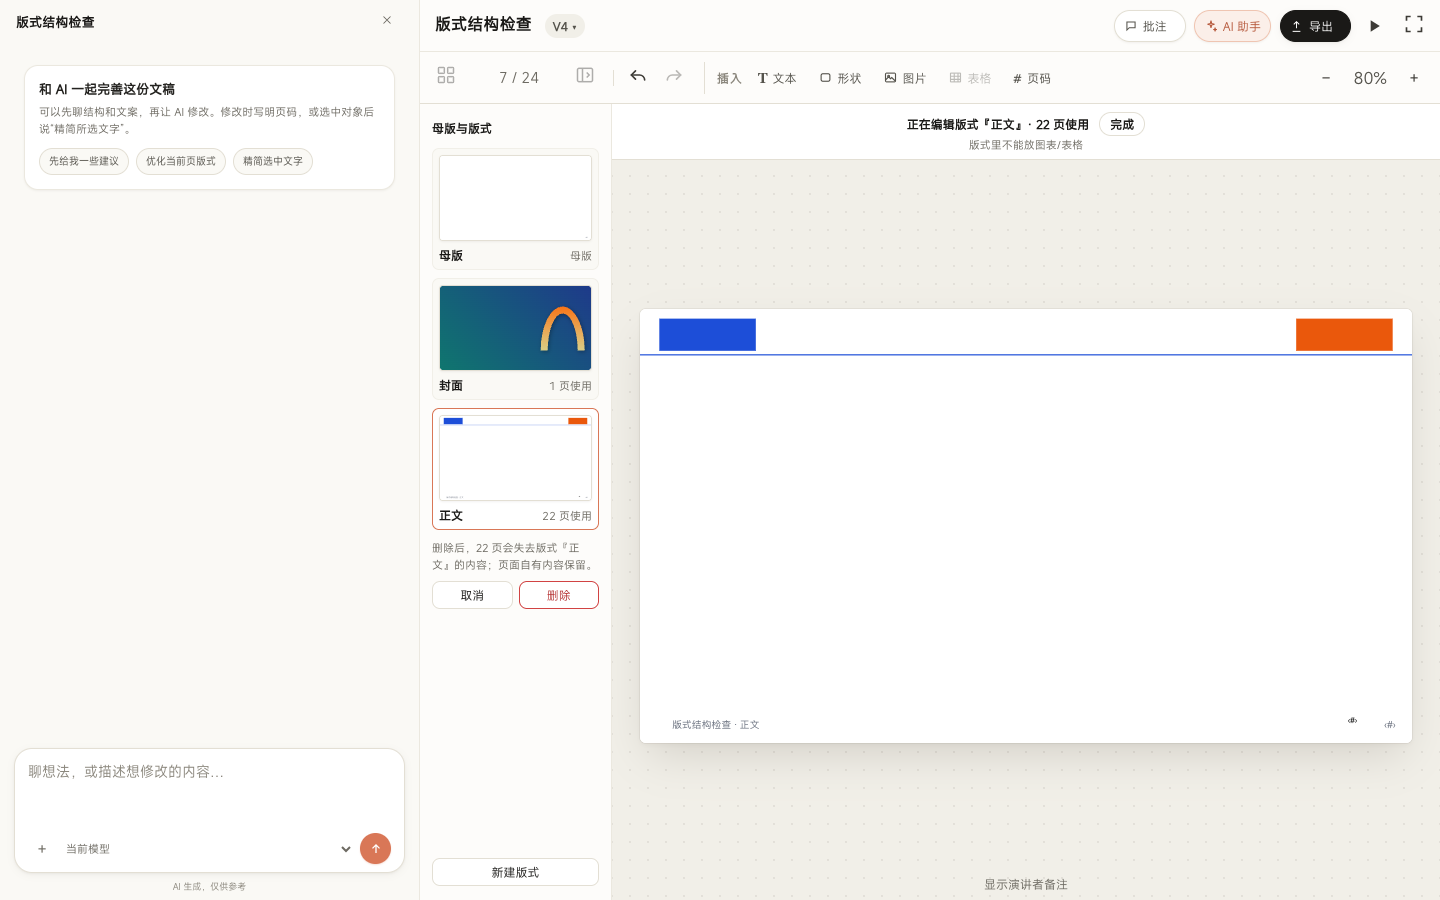 版式结构检查
和 AI 一起完善这份文稿
可以先聊结构和文案，再让 AI 修改。修改时写明页码，或选中对象后
说“精简所选文字”。
先给我一些建议
优化当前页版式
精简选中文字
聊想法，或描述想修改的内容...
当前模型
AI 生成，仅供参考
版式结构检查
V4
批注
AI 助手
导出
7 / 24
插入
T 文本
形状
图片
表格
# 页码
− 80% +
母版与版式
母版 母版
封面 1 页使用
正文 22 页使用
删除后，22 页会失去版式『正
文』的内容；页面自有内容保留。
取消
删除
新建版式
正在编辑版式『正文』· 22 页使用
完成
版式里不能放图表/表格
版式结构检查 · 正文
‹#›
‹#›
显示演讲者备注